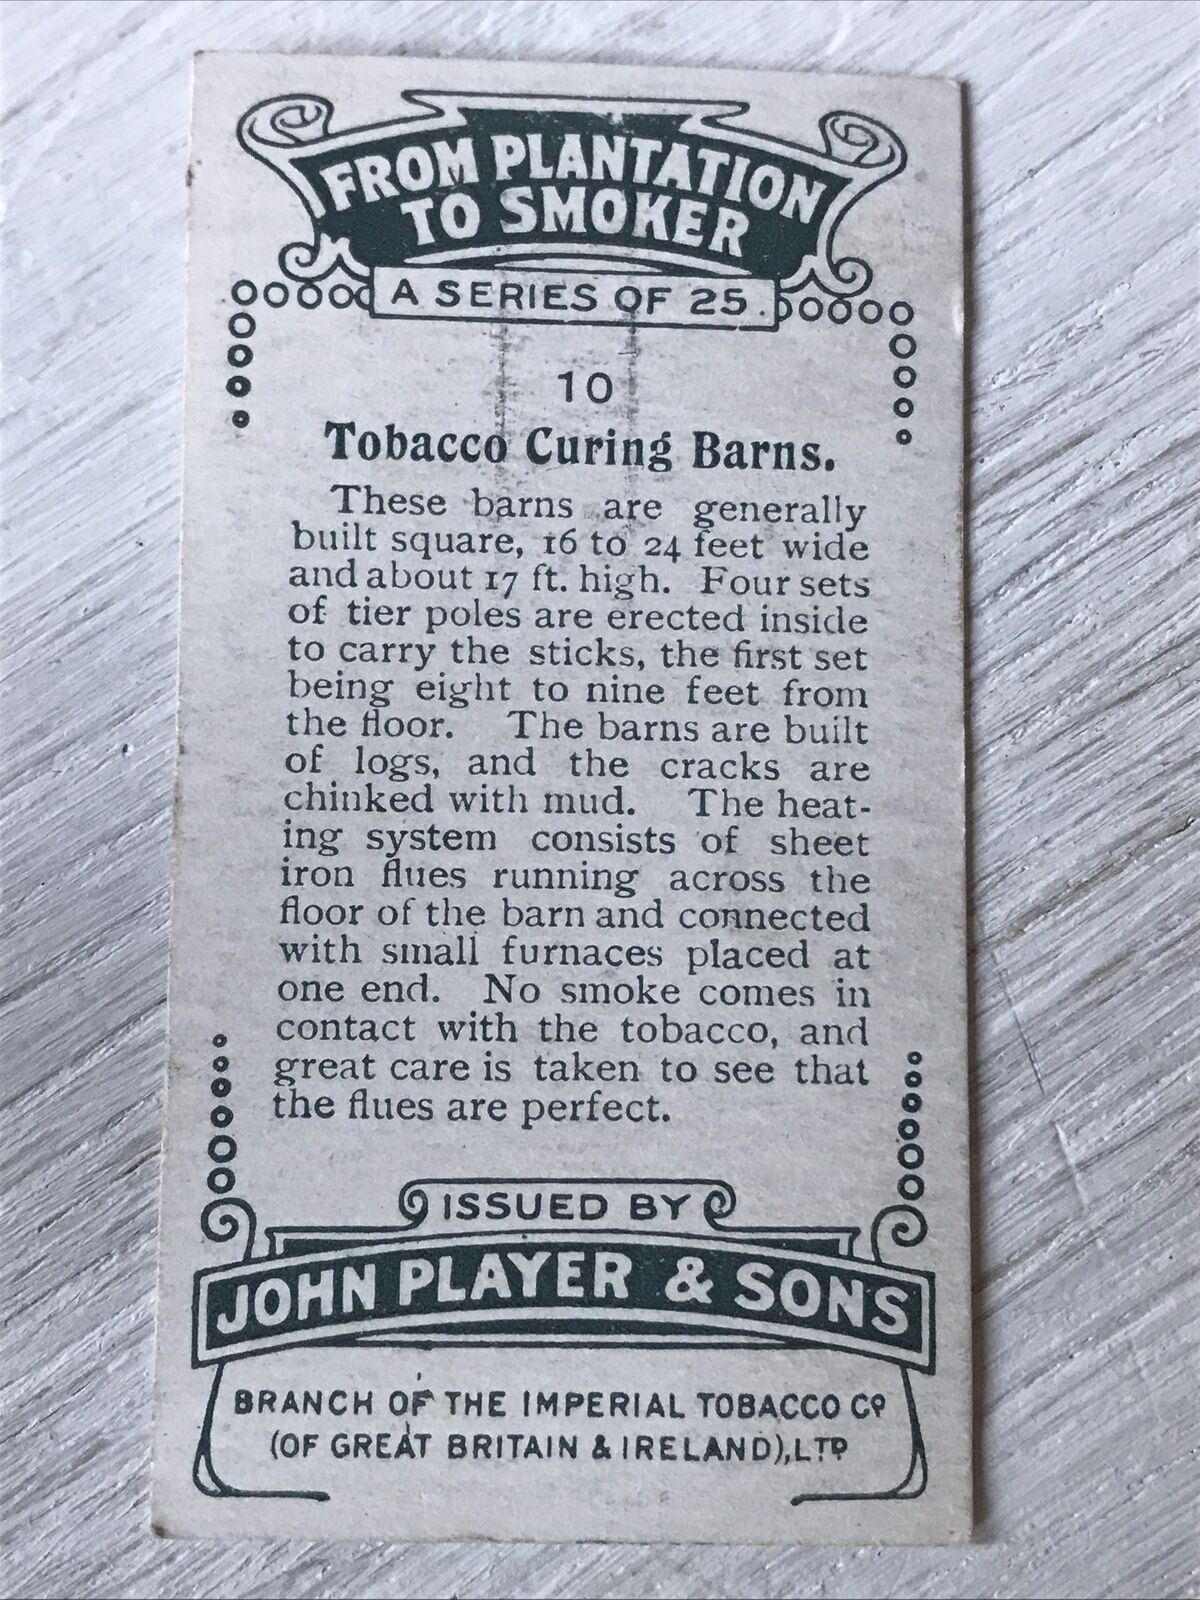 FROM PLANTATION
TO SMOKER
A SERIES OF 25.
10
Tobacco Curing Barns.
These barns are generally
built square, 16 to 24 feet wide
and about 17 ft. high. Four sets
of tier poles are erected inside
to carry the sticks, the first set
being eight to nine feet from
the floor. The barns are built
of logs, and the cracks are
chinked with mud. The heat-
ing system consists of sheet
iron flues running across the
floor of the barn and connected
with small furnaces placed at
one end. No smoke comes in
contact with the tobacco, and
great care is taken to see that
the flues are perfect.
ISSUED BY
JOHN PLAYER & SONS
BRANCH OF THE IMPERIAL TOBACCO CO
(OF GREAT BRITAIN & IRELAND), LTD